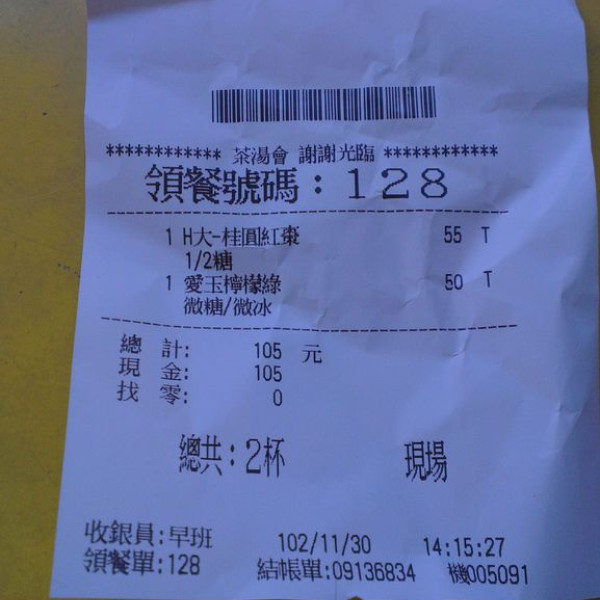 ************ 茶湯會 謝謝光臨 ************
領餐號碼：128
1 H大-桂圓紅棗 55 T
1/2糖
1 愛玉檸檬綠 50 T
微糖/微冰
總 計: 105 元
現 金: 105
找 零: 0
總共：2杯 現場
收銀員:早班 102/11/30 14:15:27
領餐單:128 結帳單:09136834 機005091